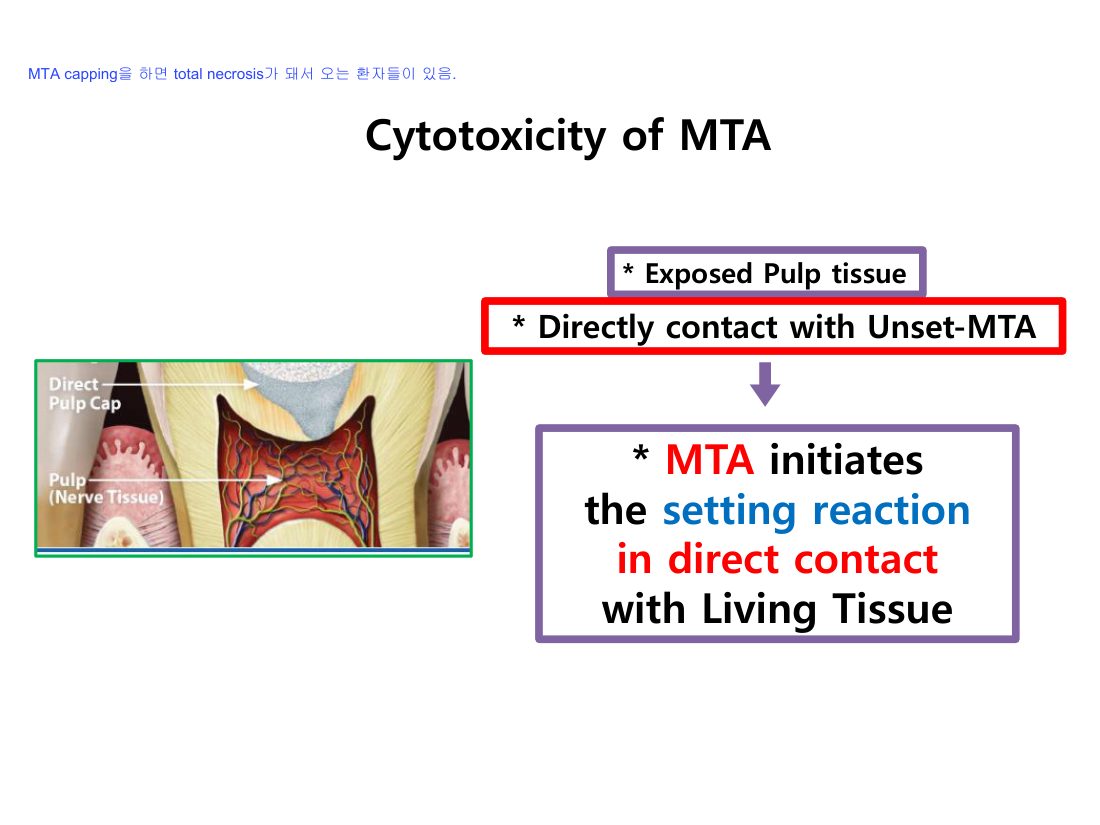 MTA capping을 하면 total necrosis가 돼서 오는 환자들이 있음.
Cytotoxicity of MTA
* Exposed Pulp tissue
* Directly contact with Unset-MTA
Direct
Pulp Cap
Pulp
(Nerve Tissue)
* MTA initiates
the setting reaction
in direct contact
with Living Tissue